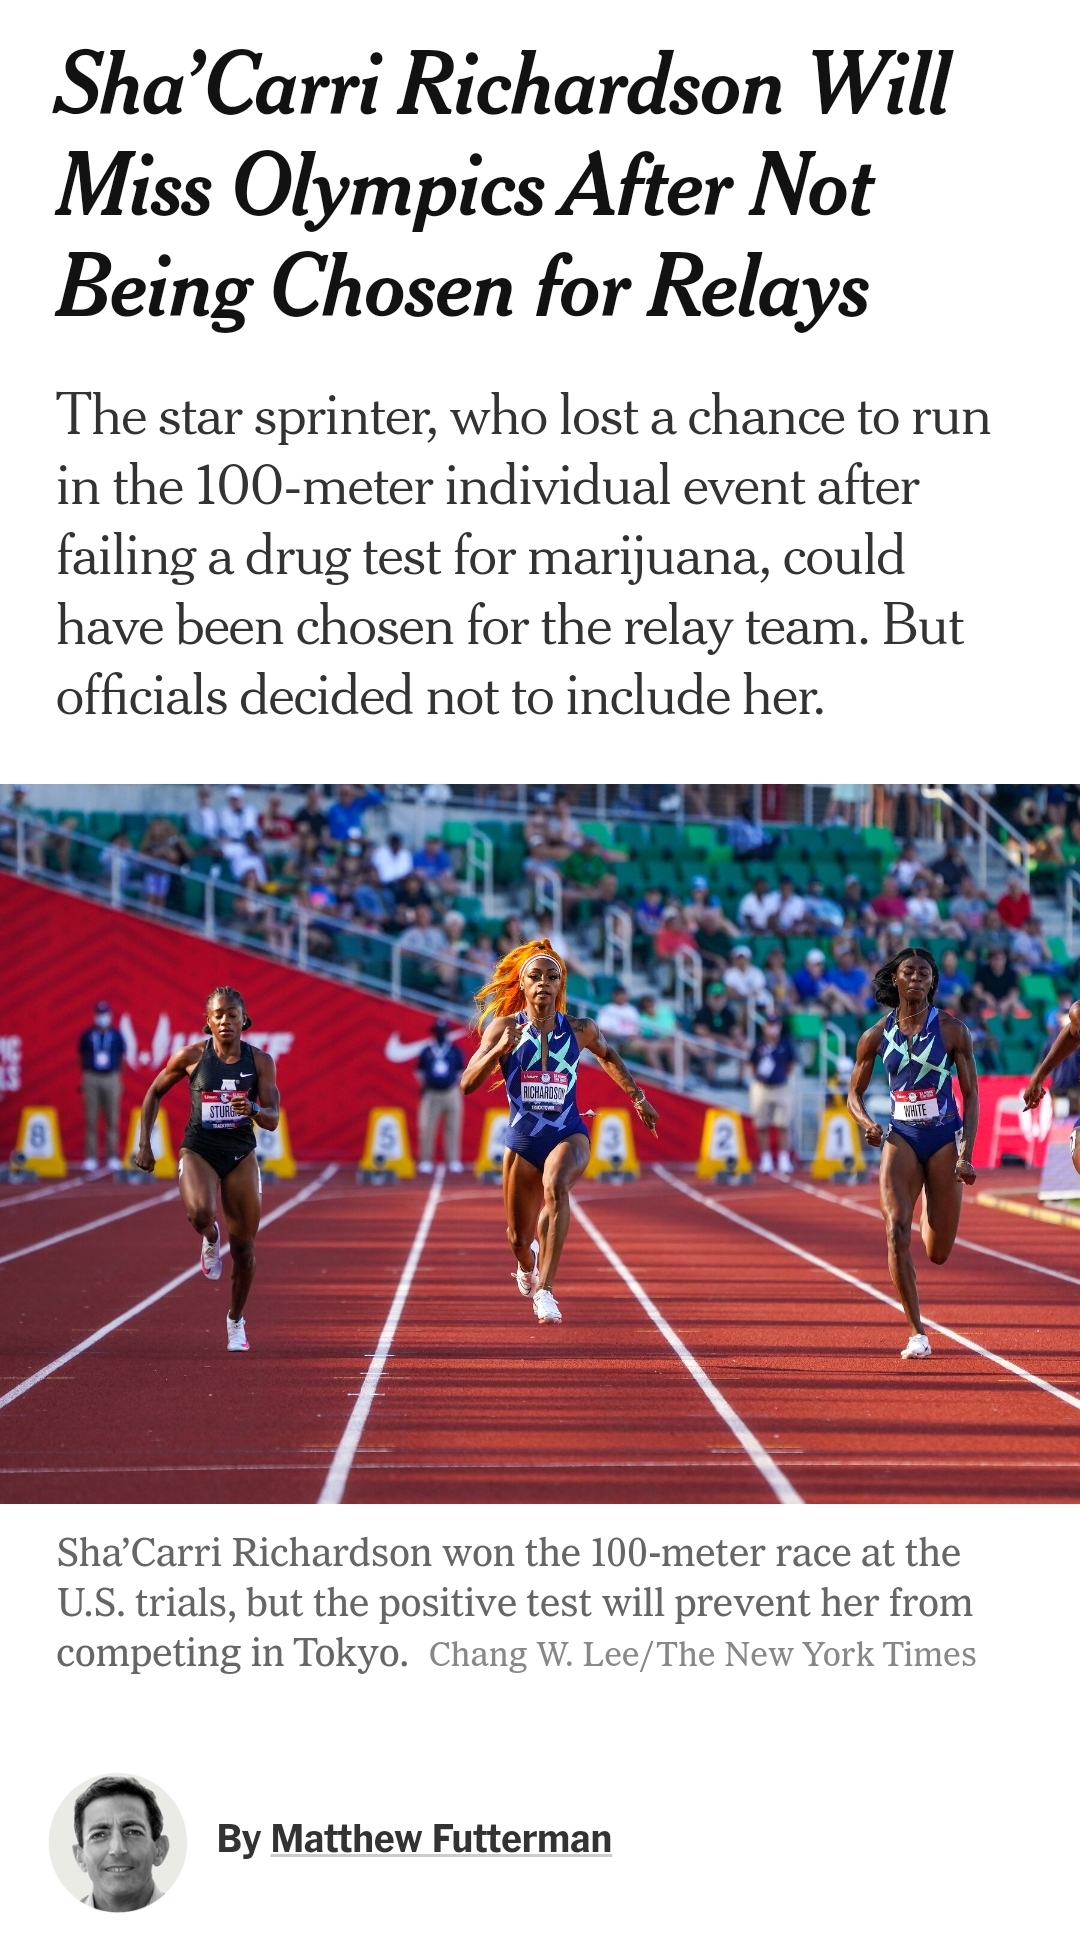 Sha’Carri Richardson Will
Miss Olympics After Not
Being Chosen for Relays
The star sprinter, who lost a chance to run
in the 100-meter individual event after
failing a drug test for marijuana, could
have been chosen for the relay team. But
officials decided not to include her.
8
5
3
2
1
RICHARDSON
WHITE
Sha’Carri Richardson won the 100-meter race at the
U.S. trials, but the positive test will prevent her from
competing in Tokyo. Chang W. Lee/The New York Times
By Matthew Futterman